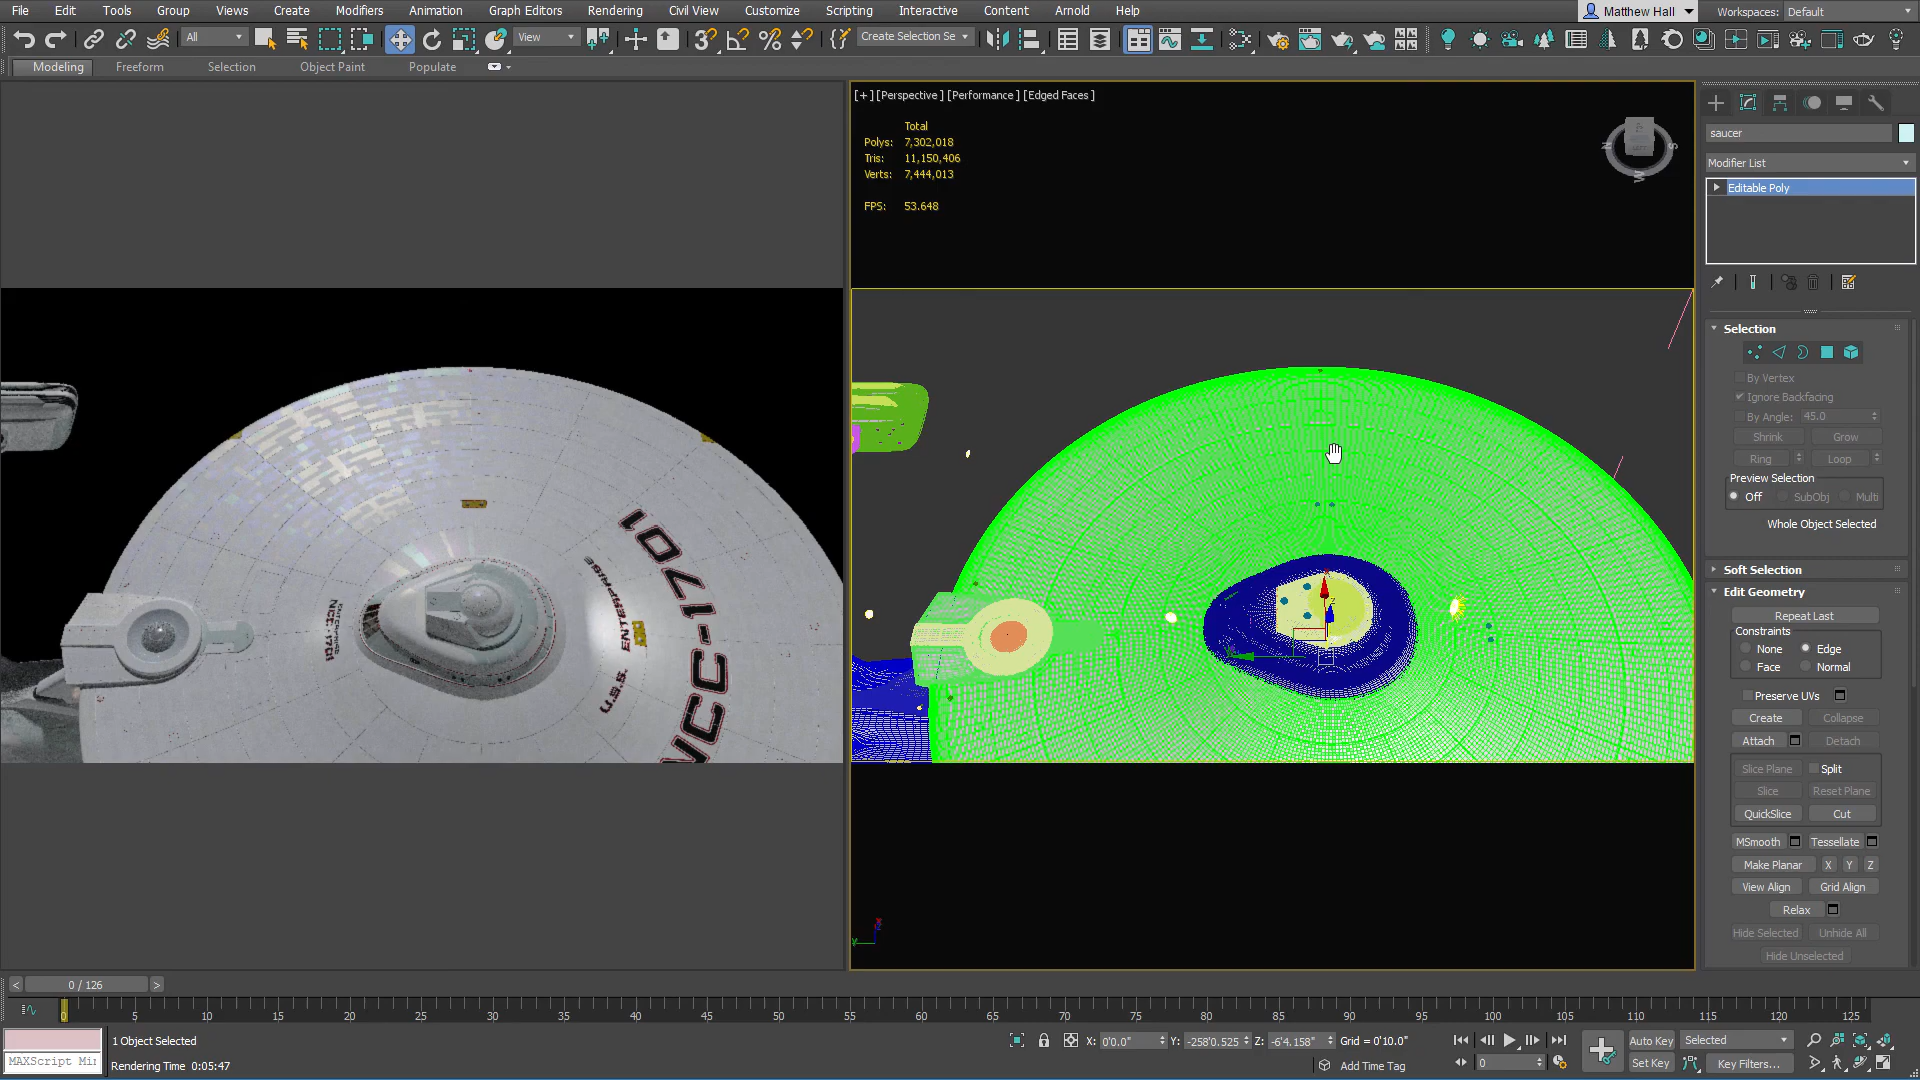 File Edit Tools Group Views Create Modifiers Animation Graph Editors Rendering Civil View Customize Scripting Interactive Content Arnold Help Matthew Hall Workspaces: Default
All View Create Selection Se
Modeling Freeform Selection Object Paint Populate
[+] [Perspective] [Performance] [Edged Faces]
Total
Polys: 7,302,018
Tris: 11,150,406
Verts: 7,444,013
FPS: 53.648
N S
W
NCC-1701
U.S.S. ENTERPRISE
NCC-1701
NCC-1701
saucer
Modifier List
Editable Poly
Selection
By Vertex
Ignore Backfacing
By Angle: 45.0
Shrink Grow
Ring Loop
Preview Selection
Off SubObj Multi
Whole Object Selected
Soft Selection
Edit Geometry
Repeat Last
Constraints
None Edge
Face Normal
Preserve UVs
Create Collapse
Attach Detach
Slice Plane Split
Slice Reset Plane
QuickSlice Cut
MSmooth Tessellate
Make Planar X Y Z
View Align Grid Align
Relax
Hide Selected Unhide All
Hide Unselected
< 0 / 126 >
0 5 10 15 20 25 30 35 40 45 50 55 60 65 70 75 80 85 90 95 100 105 110 115 120 125
1 Object Selected X: 0'0.0" Y: -258'0.525 Z: -6'4.158" Grid = 0'10.0" Auto Key Selected
MAXScript Mi Rendering Time 0:05:47 Add Time Tag 0 Set Key Key Filters...